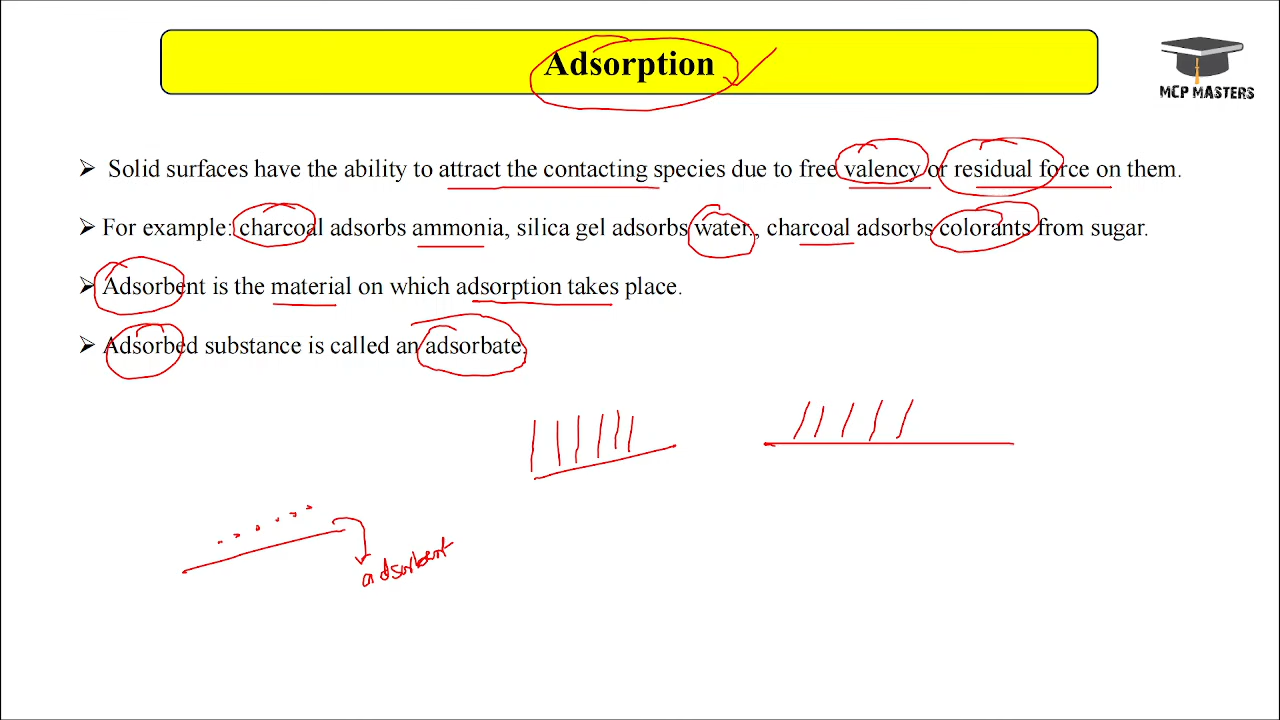 Adsorption
MCP MASTERS
➢ Solid surfaces have the ability to attract the contacting species due to free valency or residual force on them.
➢ For example: charcoal adsorbs ammonia, silica gel adsorbs water., charcoal adsorbs colorants from sugar.
➢ Adsorbent is the material on which adsorption takes place.
➢ Adsorbed substance is called an adsorbate.
adsorbent